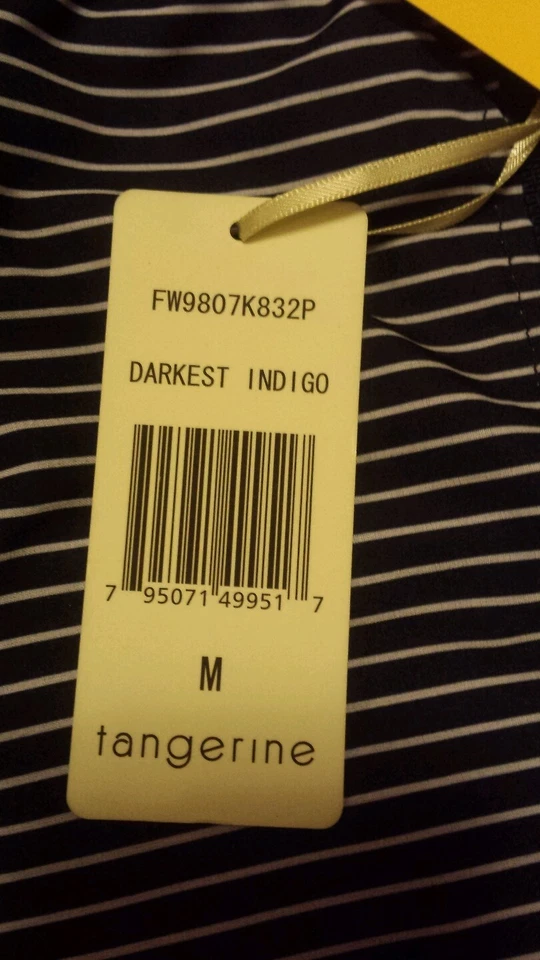 FW9807K832P
DARKEST INDIGO
7 95071 49951 7
M
tangerine